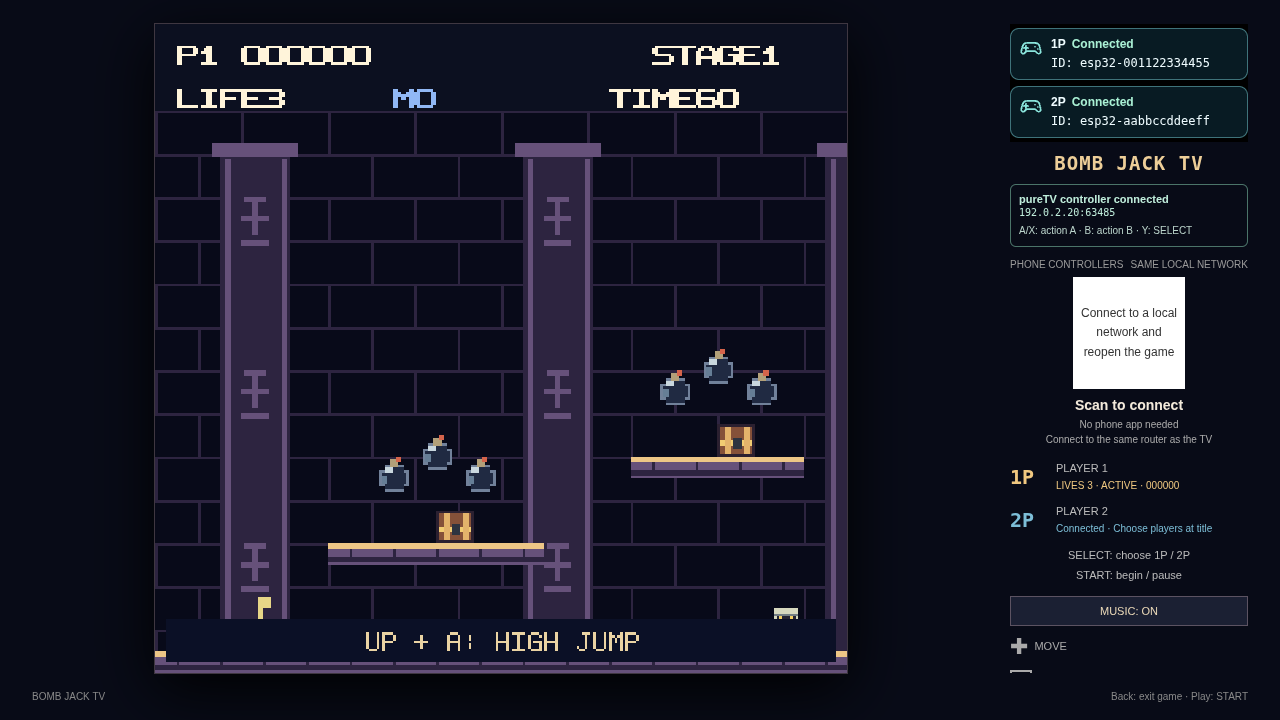 P1 000000
STAGE1
LIFE3
M0
TIME60
UP + A: HIGH JUMP
1P Connected
ID: esp32-001122334455
2P Connected
ID: esp32-aabbccddeeff
BOMB JACK TV
pureTV controller connected
192.0.2.20:63485
A/X: action A · B: action B · Y: SELECT
PHONE CONTROLLERS SAME LOCAL NETWORK
Connect to a local
network and
reopen the game
Scan to connect
No phone app needed
Connect to the same router as the TV
1P
PLAYER 1
LIVES 3 · ACTIVE · 000000
2P
PLAYER 2
Connected · Choose players at title
SELECT: choose 1P / 2P
START: begin / pause
MUSIC: ON
MOVE
BOMB JACK TV
Back: exit game · Play: START